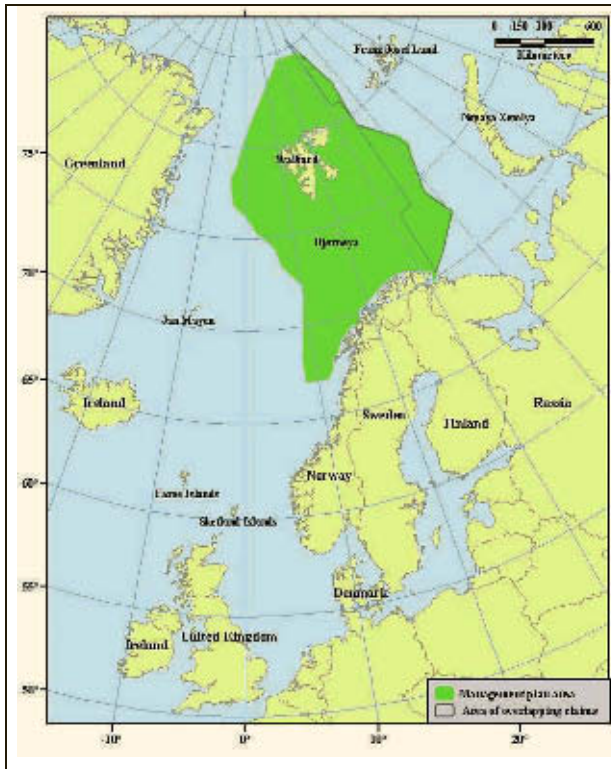 0 150 300 600
Kilometers
Franz Josef Land
Novaya Zemlya
Greenland
75°
Svalbard
Bjørnøya
70°
Jan Mayen
65°
Iceland
Sweden
Finland
Russia
Norway
60°
Faroe Islands
Shetland Islands
55°
Denmark
Ireland
United Kingdom
50°
Management plan area
Area of overlapping claims
-10°
0°
10°
20°